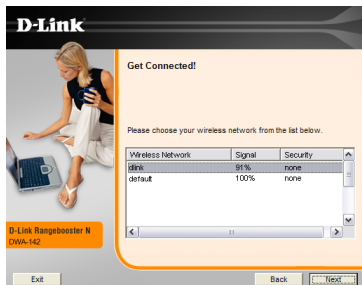 D-Link
Get Connected!
Please choose your wireless network from the list below.
Wireless Network Signal Security
dlink 91% none
default 100% none
D-Link Rangebooster N
DWA-142
Exit Back Next